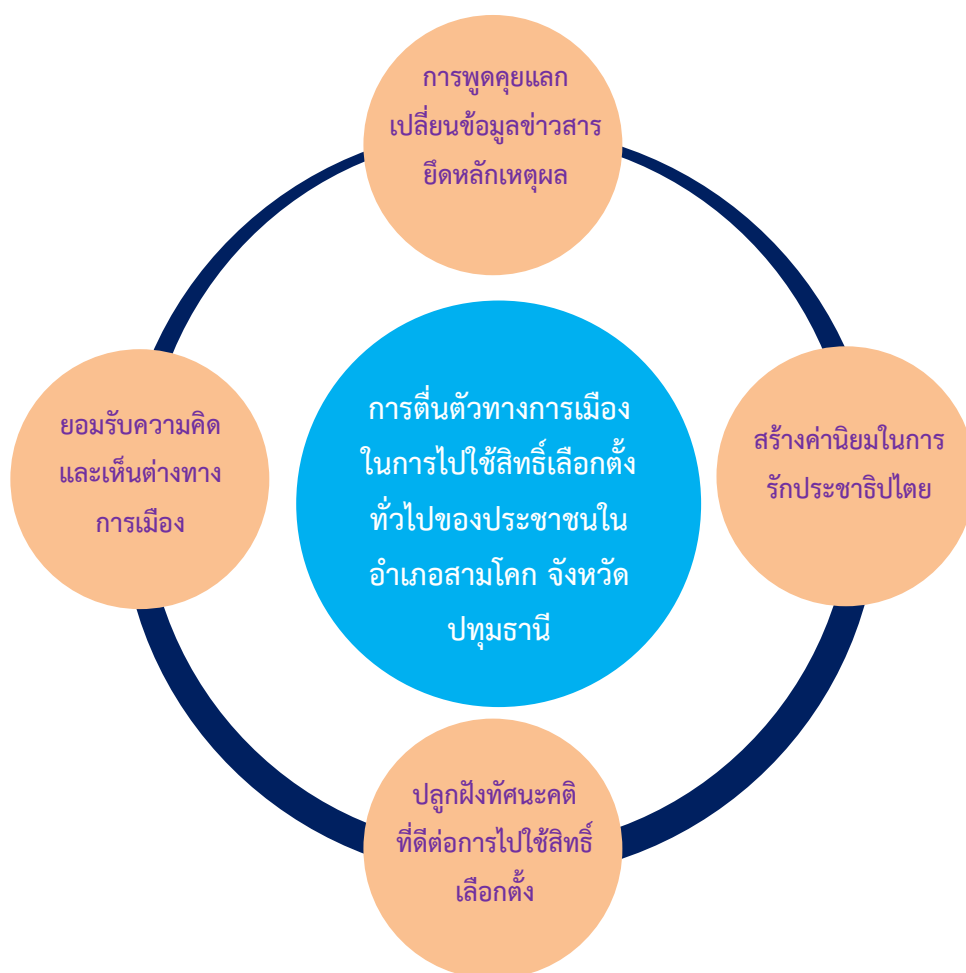 การพูดคุยแลก
เปลี่ยนข้อมูลข่าวสาร
ยึดหลักเหตุผล
การตื่นตัวทางการเมือง
ในการไปใช้สิทธิ์เลือกตั้ง
ทั่วไปของประชาชนใน
อำเภอสามโคก จังหวัด
ปทุมธานี
สร้างค่านิยมในการ
รักประชาธิปไตย
ปลูกฝังทัศนะคติ
ที่ดีต่อการไปใช้สิทธิ์
เลือกตั้ง
ยอมรับความคิด
และเห็นต่างทาง
การเมือง